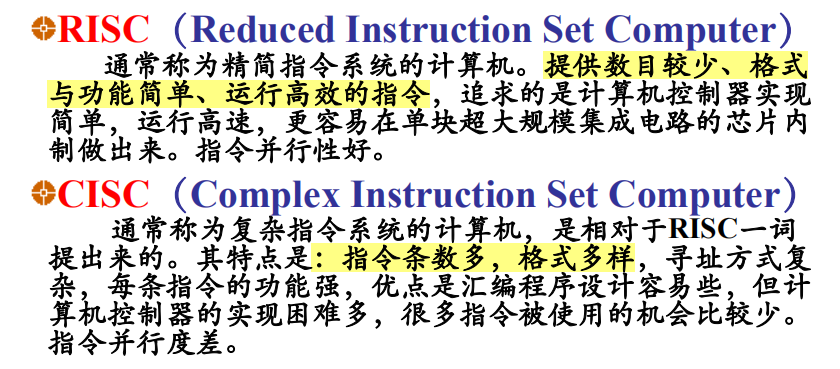 RISC（Reduced Instruction Set Computer）
通常称为精简指令系统的计算机。提供数目较少、格式
与功能简单、运行高效的指令，追求的是计算机控制器实现
简单，运行高速，更容易在单块超大规模集成电路的芯片内
制做出来。指令并行性好。
CISC（Complex Instruction Set Computer）
通常称为复杂指令系统的计算机，是相对于RISC一词
提出来的。其特点是：指令条数多，格式多样，寻址方式复
杂，每条指令的功能强，优点是汇编程序设计容易些，但计
算机控制器的实现困难多，很多指令被使用的机会比较少。
指令并行度差。